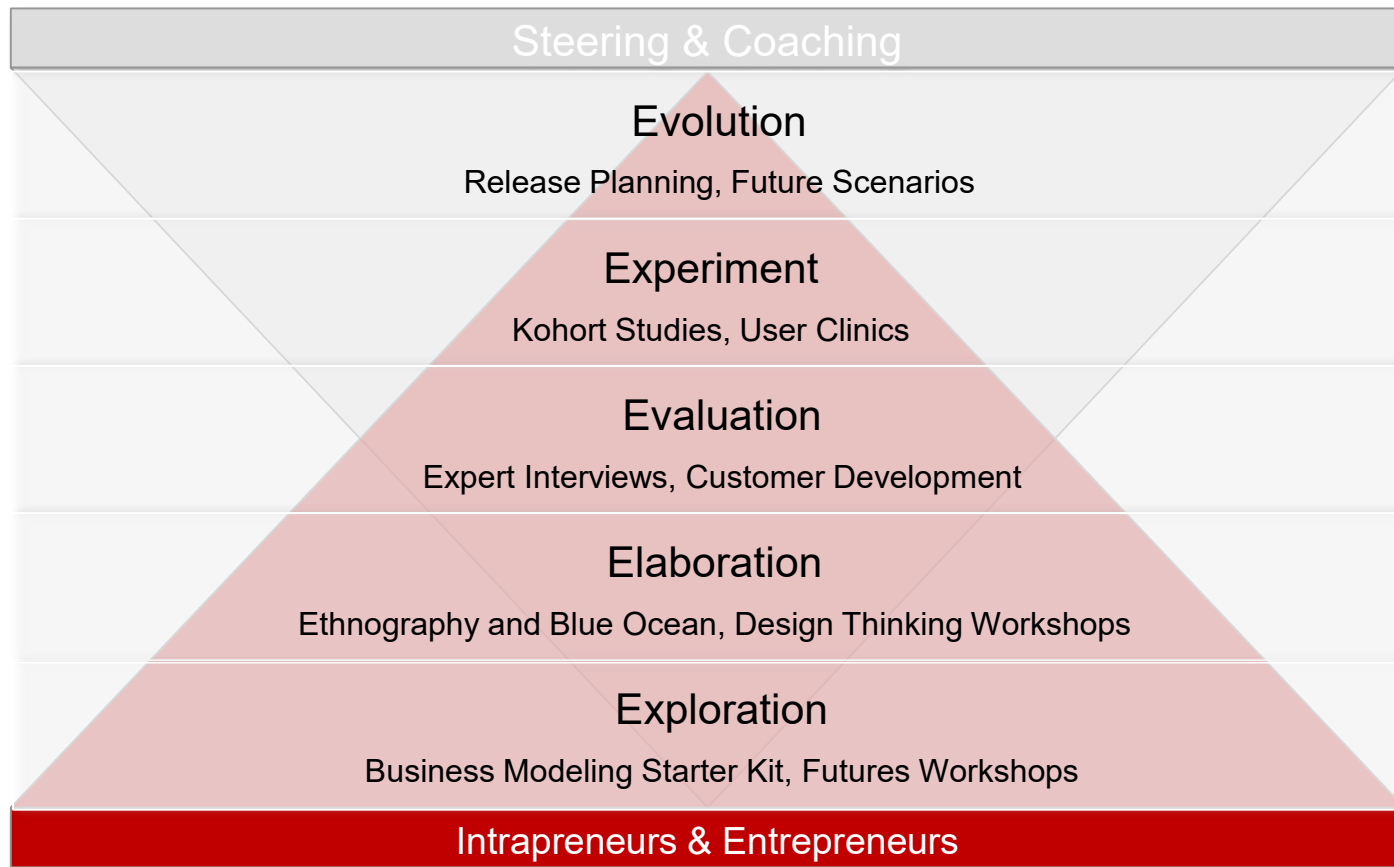 Steering & Coaching
Evolution
Release Planning, Future Scenarios
Experiment
Kohort Studies, User Clinics
Evaluation
Expert Interviews, Customer Development
Elaboration
Ethnography and Blue Ocean, Design Thinking Workshops
Exploration
Business Modeling Starter Kit, Futures Workshops
Intrapreneurs & Entrepreneurs